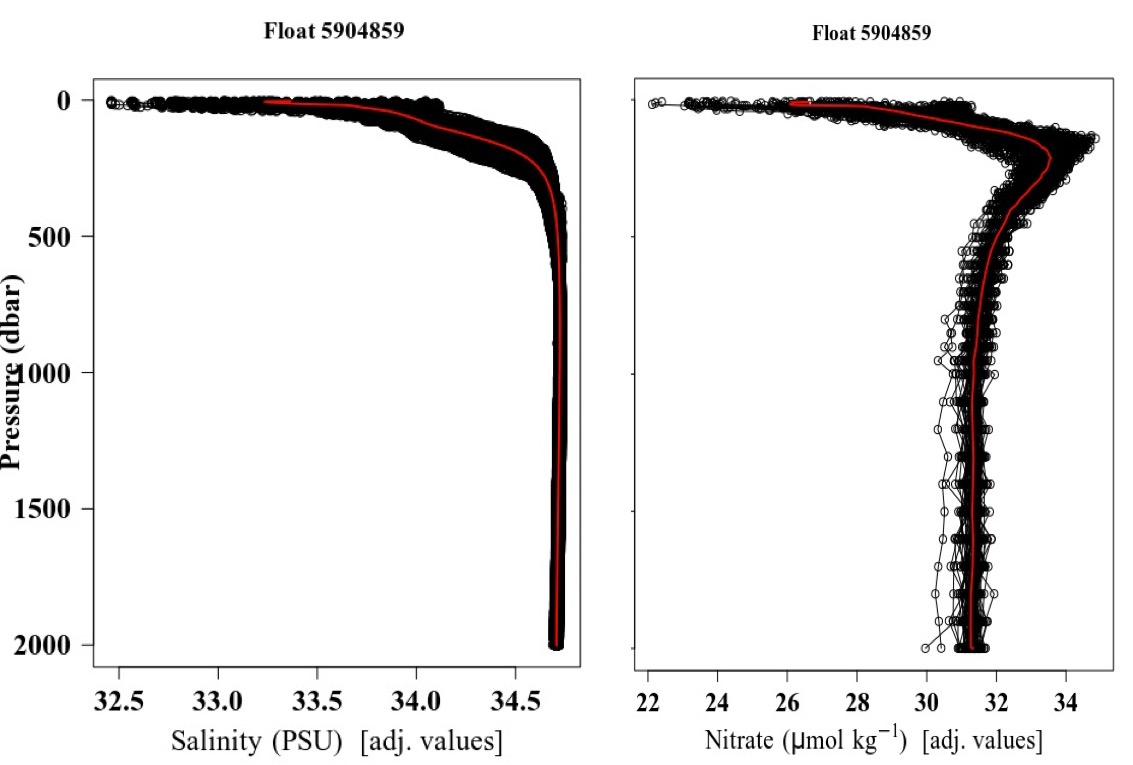 Float 5904859
Float 5904859
Pressure (dbar)
0
500
1000
1500
2000
32.5 33.0 33.5 34.0 34.5
Salinity (PSU) [adj. values]
22 24 26 28 30 32 34
Nitrate (μmol kg⁻¹) [adj. values]